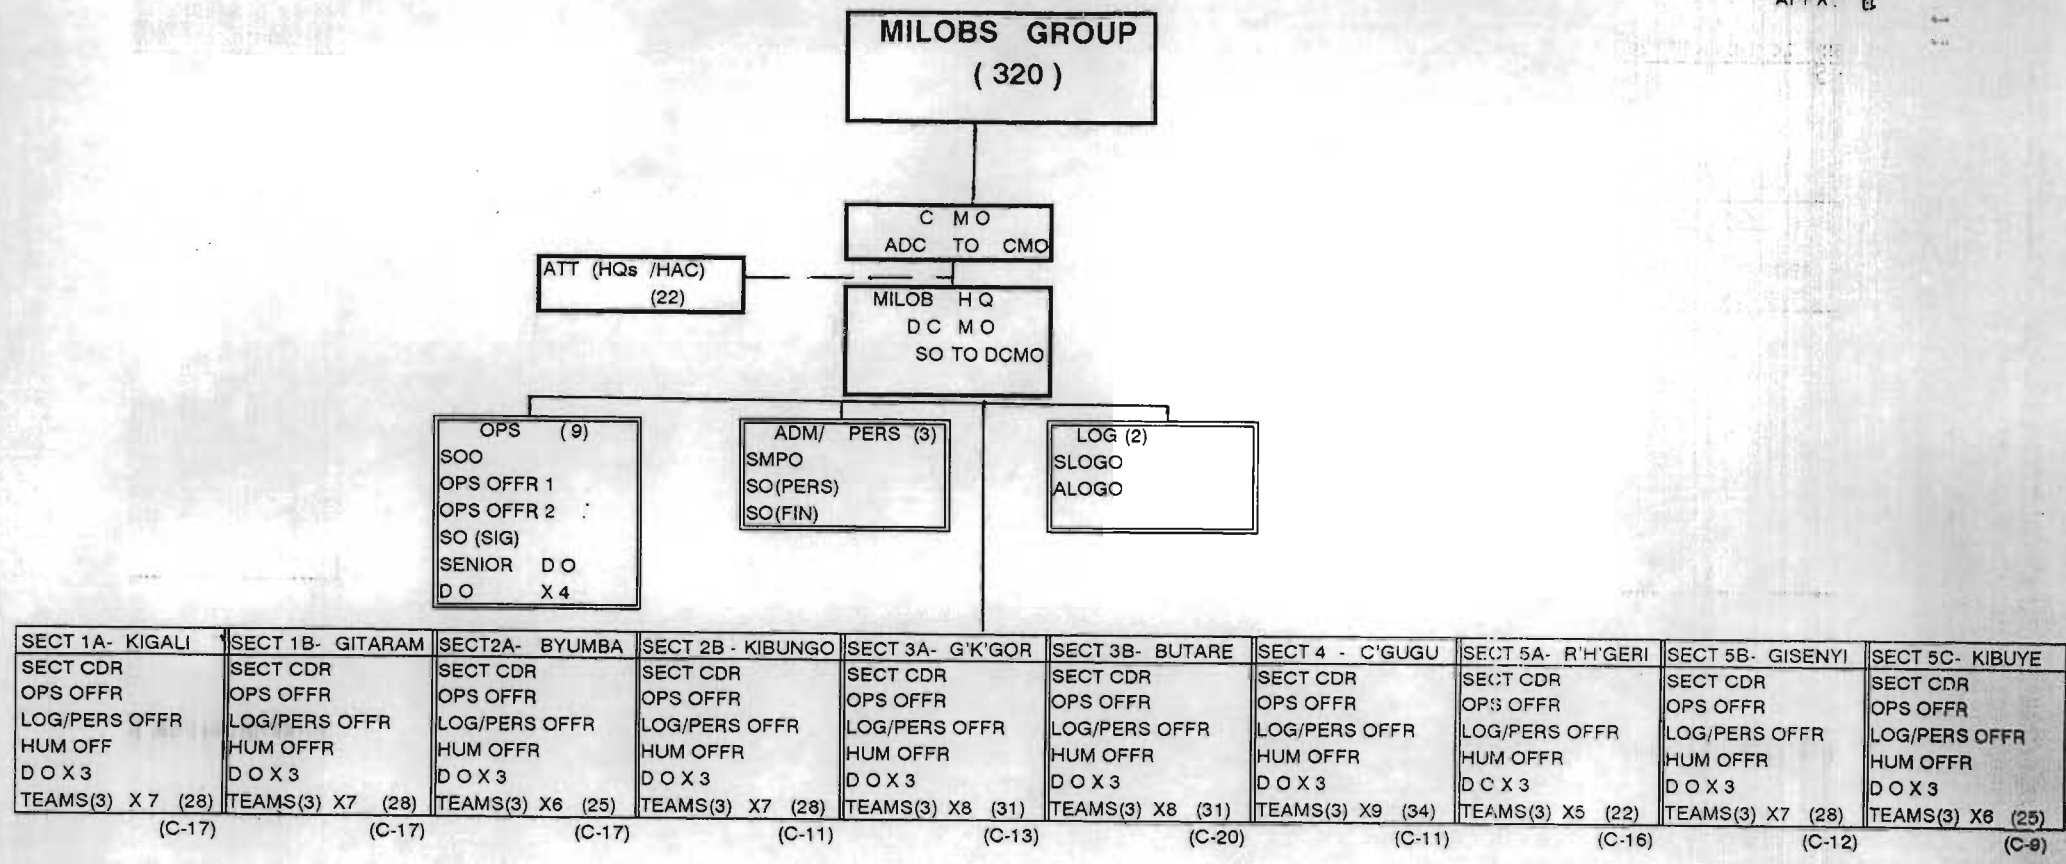 APPX. B
MILOBS GROUP
( 320 )
C M O
ADC TO CMO
ATT (HQs /HAC)
(22)
MILOB H Q
D C M O
SO TO DCMO
OPS (9)
SOO
OPS OFFR 1
OPS OFFR 2
SO (SIG)
SENIOR D O
D O X 4
ADM/ PERS (3)
SMPO
SO(PERS)
SO(FIN)
LOG (2)
SLOGO
ALOGO
SECT 1A- KIGALI
SECT CDR
OPS OFFR
LOG/PERS OFFR
HUM OFF
D O X 3
TEAMS(3) X 7 (28)
(C-17)
SECT 1B- GITARAM
SECT CDR
OPS OFFR
LOG/PERS OFFR
HUM OFFR
D O X 3
TEAMS(3) X7 (28)
(C-17)
SECT2A- BYUMBA
SECT CDR
OPS OFFR
LOG/PERS OFFR
HUM OFFR
D O X 3
TEAMS(3) X6 (25)
(C-17)
SECT 2B - KIBUNGO
SECT CDR
OPS OFFR
LOG/PERS OFFR
HUM OFFR
D O X 3
TEAMS(3) X7 (28)
(C-11)
SECT 3A- G'K'GOR
SECT CDR
OPS OFFR
LOG/PERS OFFR
HUM OFFR
D O X 3
TEAMS(3) X8 (31)
(C-13)
SECT 3B- BUTARE
SECT CDR
OPS OFFR
LOG/PERS OFFR
HUM OFFR
D O X 3
TEAMS(3) X8 (31)
(C-20)
SECT 4 - C'GUGU
SECT CDR
OPS OFFR
LOG/PERS OFFR
HUM OFFR
D O X 3
TEAMS(3) X9 (34)
(C-11)
SECT 5A- R'H'GERI
SECT CDR
OPS OFFR
LOG/PERS OFFR
HUM OFFR
D O X 3
TEAMS(3) X5 (22)
(C-16)
SECT 5B- GISENYI
SECT CDR
OPS OFFR
LOG/PERS OFFR
HUM OFFR
D O X 3
TEAMS(3) X7 (28)
(C-12)
SECT 5C- KIBUYE
SECT CDR
OPS OFFR
LOG/PERS OFFR
HUM OFFR
D O X 3
TEAMS(3) X6 (25)
(C-9)